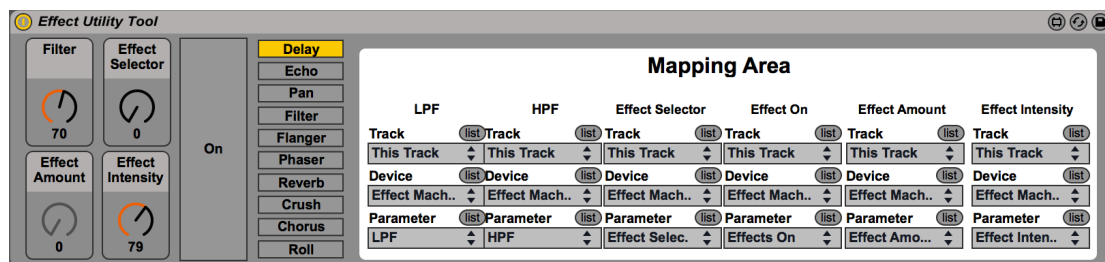 Effect Utility Tool
Filter
70
Effect
Selector
0
Effect
Amount
0
Effect
Intensity
79
On
Delay
Echo
Pan
Filter
Flanger
Phaser
Reverb
Crush
Chorus
Roll
Mapping Area
LPF HPF Effect Selector Effect On Effect Amount Effect Intensity
Track list Track list Track list Track list Track list Track list
This Track This Track This Track This Track This Track This Track
Device list Device list Device list Device list Device list Device list
Effect Mach.. Effect Mach.. Effect Mach.. Effect Mach.. Effect Mach.. Effect Mach..
Parameter list Parameter list Parameter list Parameter list Parameter list Parameter list
LPF HPF Effect Selec. Effects On Effect Amo... Effect Inten..